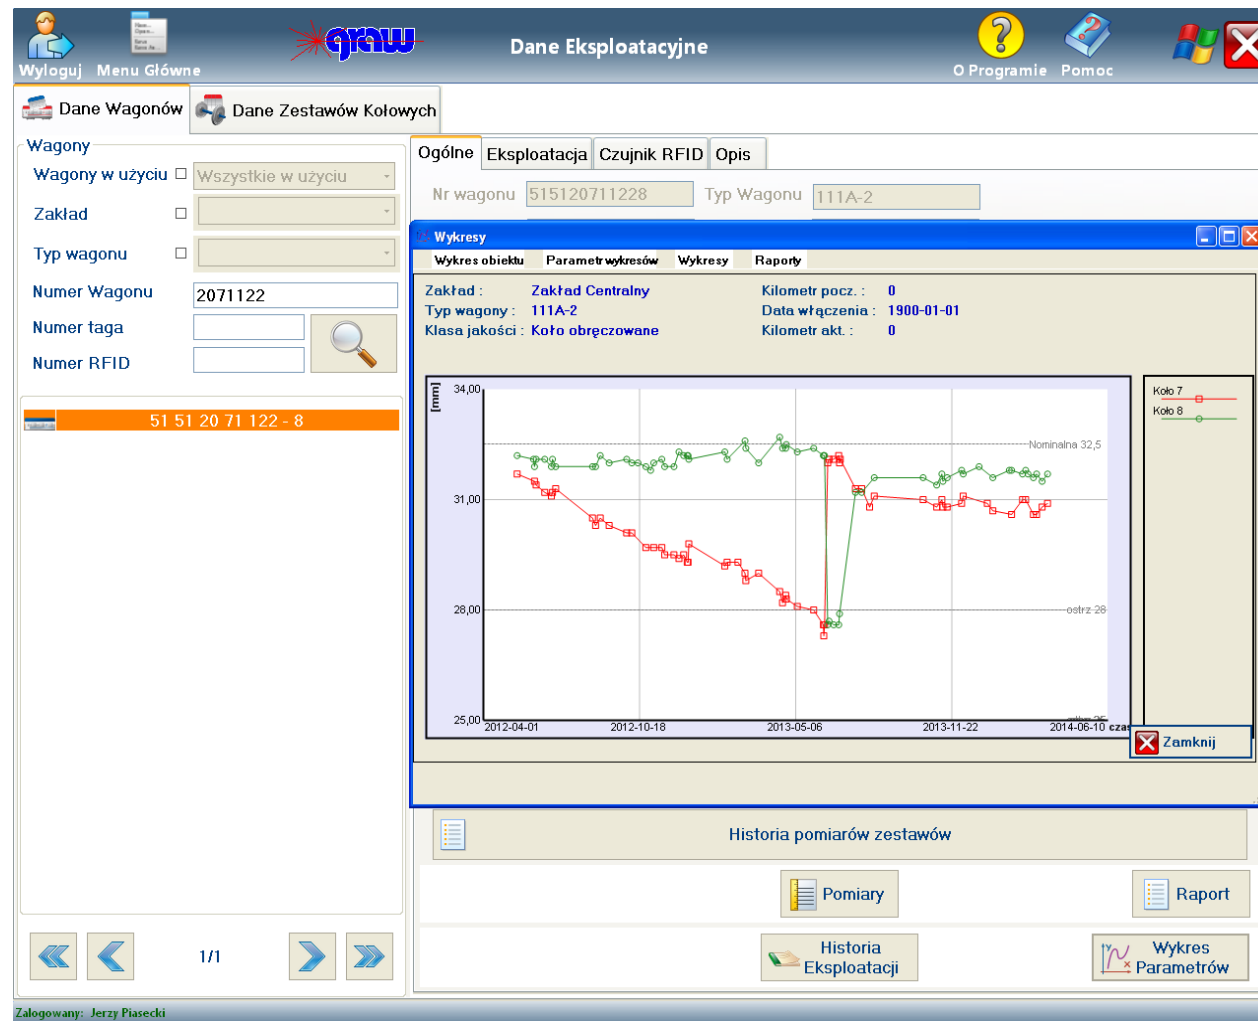 Wyloguj
Menu Główne
graw
Dane Eksploatacyjne
O Programie
Pomoc
Dane Wagonów
Dane Zestawów Kołowych
Wagony
Wagony w użyciu
Wszystkie w użyciu
Zakład
Typ wagonu
Numer Wagonu
2071122
Numer taga
Numer RFID
51 51 20 71 122 - 8
1/1
Ogólne
Eksploatacja
Czujnik RFID
Opis
Nr wagonu
515120711228
Typ Wagonu
111A-2
Wykresy
Wykres obiektu
Parametr wykresów
Wykresy
Raporty
Zakład :
Zakład Centralny
Kilometr pocz. :
0
Typ wagony :
111A-2
Data włączenia :
1900-01-01
Klasa jakości :
Koło obręczowane
Kilometr akt. :
0
[mm]
34,00
31,00
28,00
25,00
Nominalna 32,5
ostrz 28
2012-04-01
2012-10-18
2013-05-06
2013-11-22
2014-06-10
Koło 7
Koło 8
Zamknij
Historia pomiarów zestawów
Pomiary
Raport
Historia
Eksploatacji
Wykres
Parametrów
Zalogowany: Jerzy Piasecki